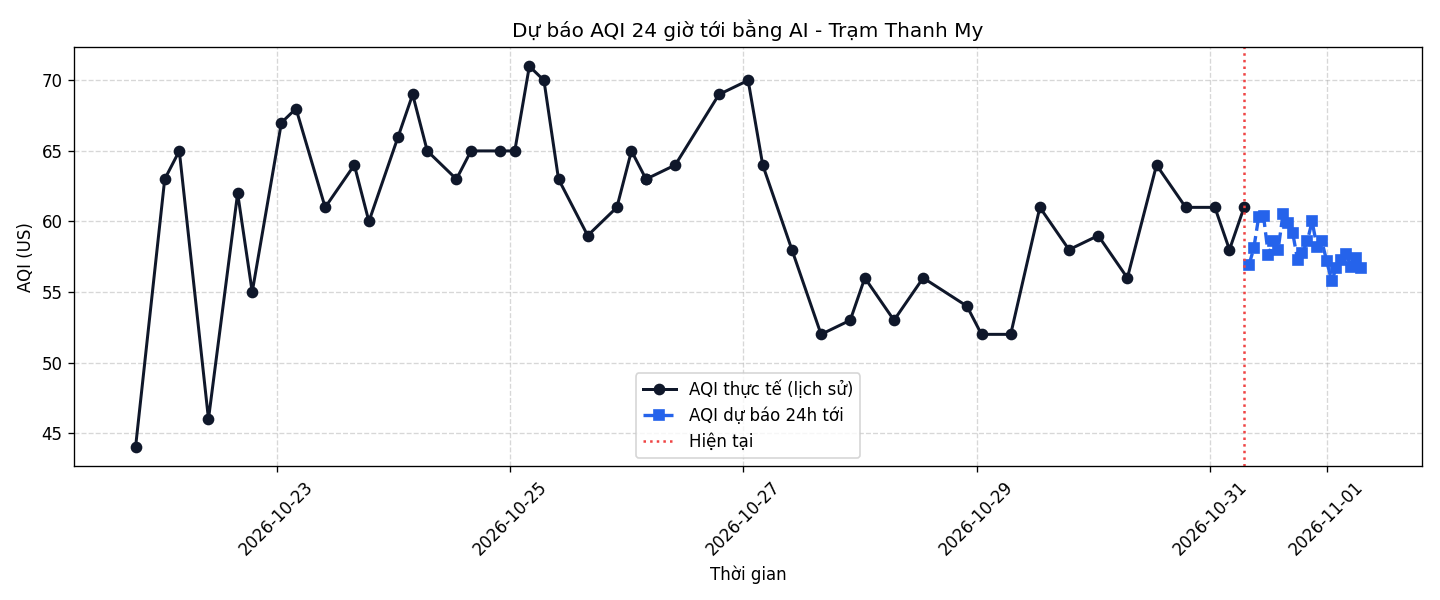 Dự báo AQI 24 giờ tới bằng AI - Trạm Thanh My
AQI (US)
70
65
60
55
50
45
AQI thực tế (lịch sử)
AQI dự báo 24h tới
Hiện tại
2026-10-23
2026-10-25
2026-10-27
2026-10-29
2026-10-31
2026-11-01
Thời gian